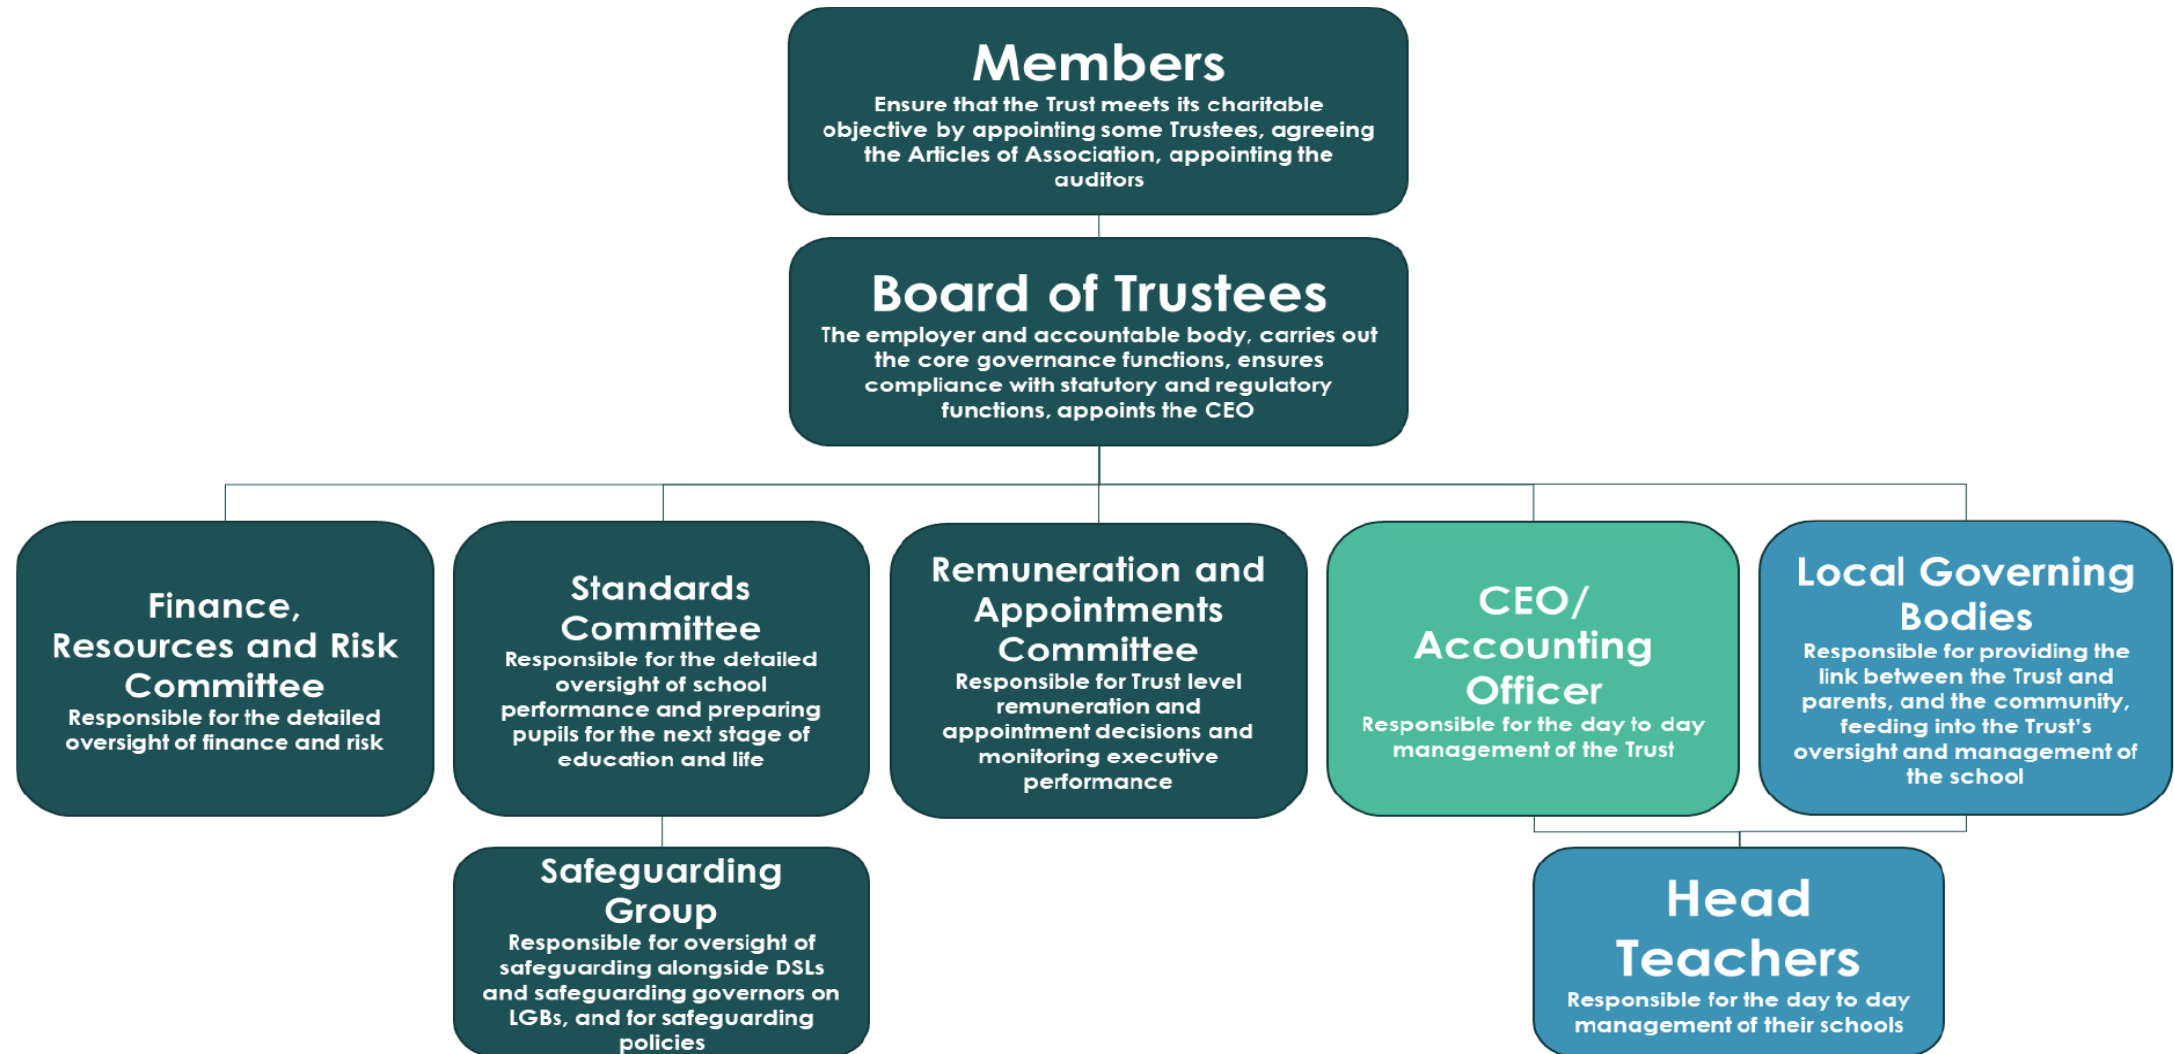 Members
Ensure that the Trust meets its charitable
objective by appointing some Trustees, agreeing
the Articles of Association, appointing the
auditors
Board of Trustees
The employer and accountable body, carries out
the core governance functions, ensures
compliance with statutory and regulatory
functions, appoints the CEO
Finance,
Resources and Risk
Committee
Responsible for the detailed
oversight of finance and risk
Standards
Committee
Responsible for the detailed
oversight of school
performance and preparing
pupils for the next stage of
education and life
Remuneration and
Appointments
Committee
Responsible for Trust level
remuneration and
appointment decisions and
monitoring executive
performance
CEO/
Accounting
Officer
Responsible for the day to day
management of the Trust
Local Governing
Bodies
Responsible for providing the
link between the Trust and
parents, and the community,
feeding into the Trust's
oversight and management of
the school
Safeguarding
Group
Responsible for oversight of
safeguarding alongside DSLs
and safeguarding governors on
LGBs, and for safeguarding
policies
Head
Teachers
Responsible for the day to day
management of their schools